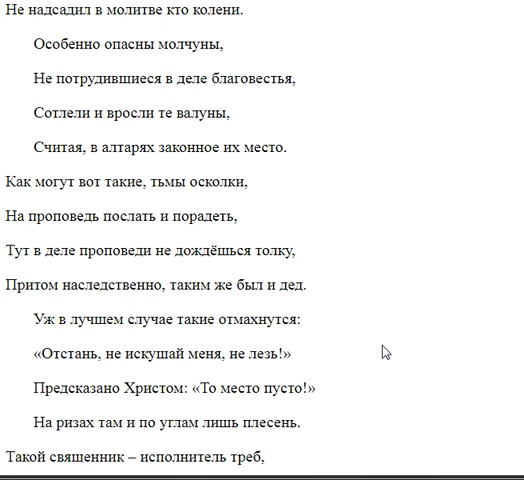 Не надсадил в молитве кто колени.
Особенно опасны молчуны,
Не потрудившиеся в деле благовестья,
Сотлели и вросли те валуны,
Считая, в алтарях законное их место.
Как могут вот такие, тьмы осколки,
На проповедь послать и порадеть,
Тут в деле проповеди не дождёшься толку,
Притом наследственно, таким же был и дед.
Уж в лучшем случае такие отмахнутся:
«Отстань, не искушай меня, не лезь!»
Предсказано Христом: «То место пусто!»
На ризах там и по углам лишь плесень.
Такой священник – исполнитель треб,